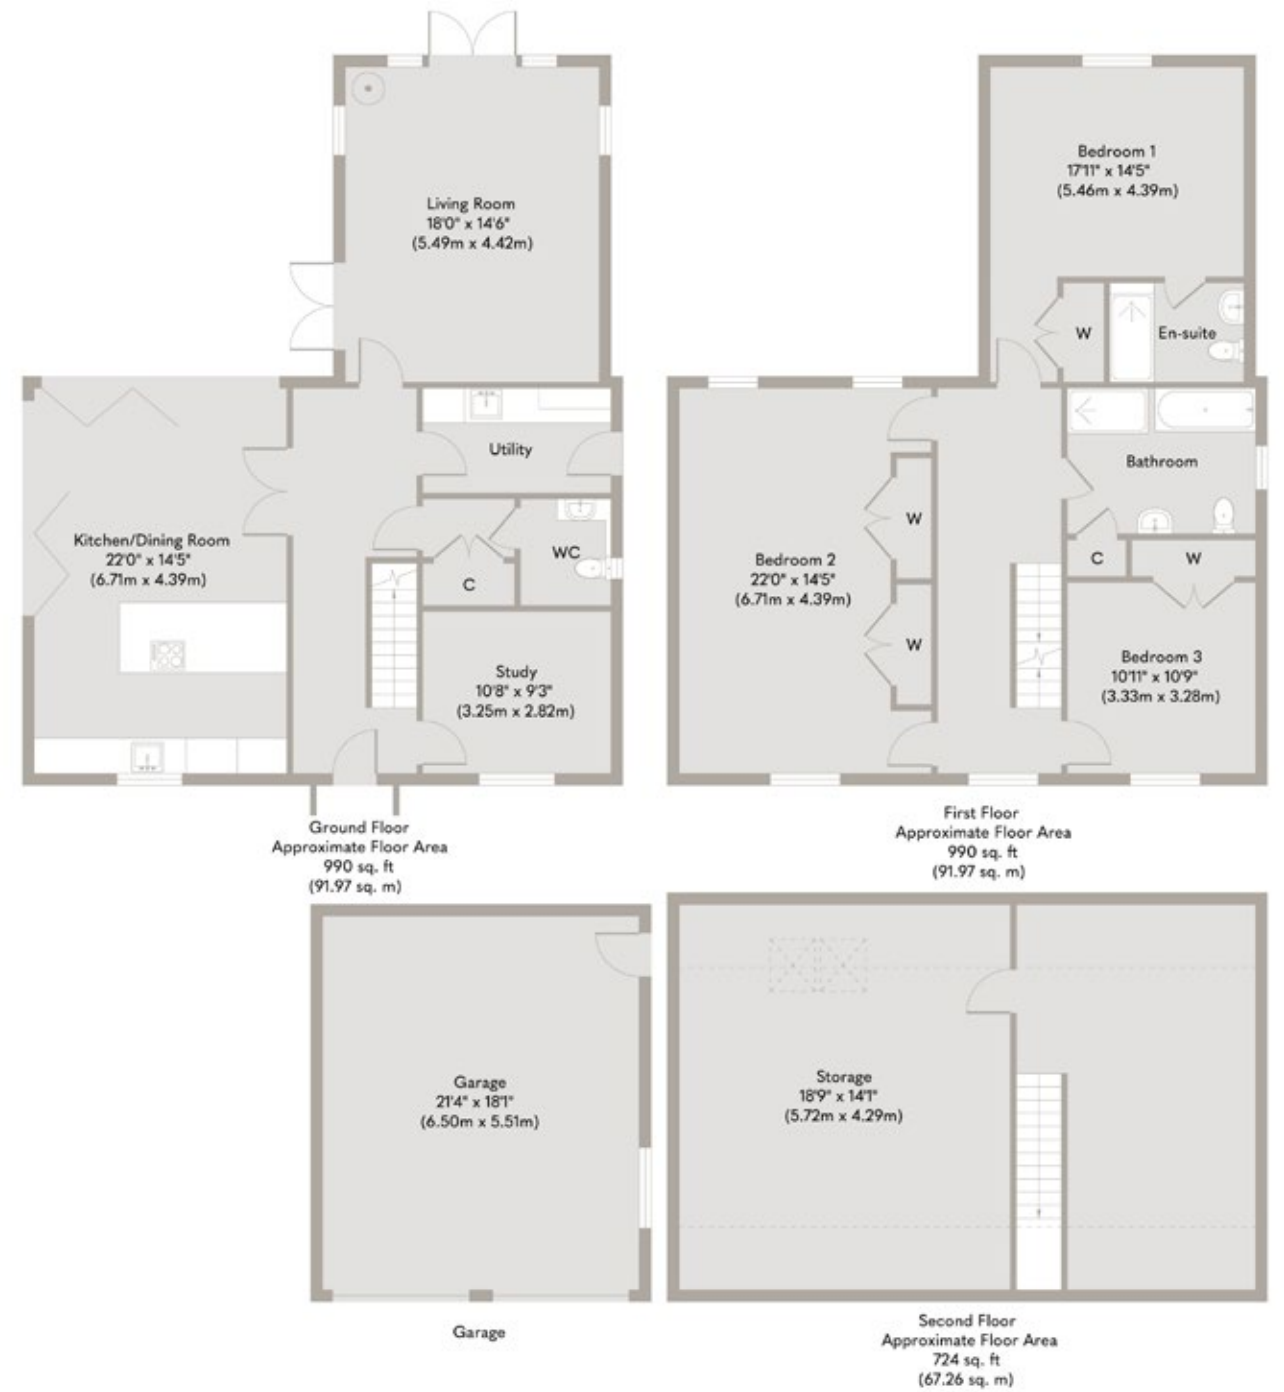 Living Room
18'0" x 14'6"
(5.49m x 4.42m)
Utility
Kitchen/Dining Room
22'0" x 14'5"
(6.71m x 4.39m)
WC
C
Study
10'8" x 9'3"
(3.25m x 2.82m)
Ground Floor
Approximate Floor Area
990 sq. ft
(91.97 sq. m)
Bedroom 1
17'11" x 14'5"
(5.46m x 4.39m)
W
En-suite
Bathroom
W
Bedroom 2
22'0" x 14'5"
(6.71m x 4.39m)
C
W
W
Bedroom 3
10'11" x 10'9"
(3.33m x 3.28m)
First Floor
Approximate Floor Area
990 sq. ft
(91.97 sq. m)
Garage
21'4" x 18'1"
(6.50m x 5.51m)
Garage
Storage
18'9" x 14'1"
(5.72m x 4.29m)
Second Floor
Approximate Floor Area
724 sq. ft
(67.26 sq. m)